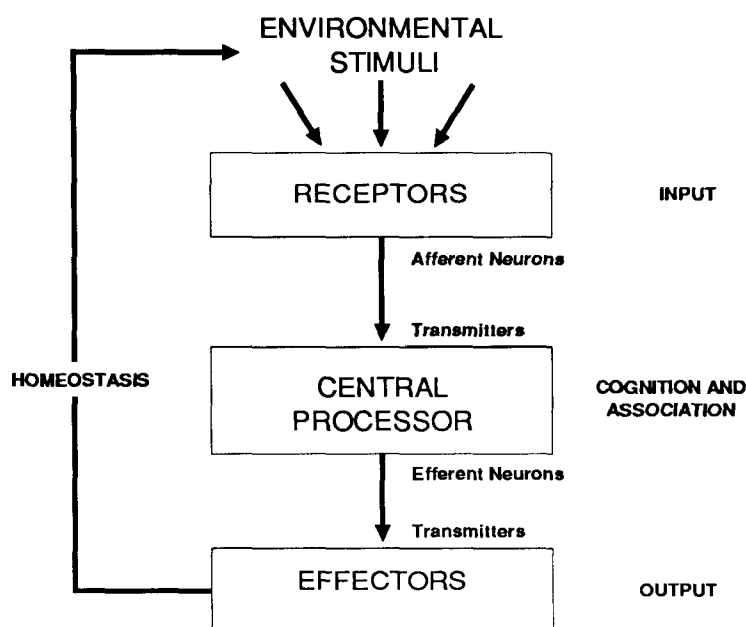 ENVIRONMENTAL
STIMULI
RECEPTORS
INPUT
Afferent Neurons
Transmitters
HOMEOSTASIS
CENTRAL
PROCESSOR
COGNITION AND
ASSOCIATION
Efferent Neurons
Transmitters
EFFECTORS
OUTPUT